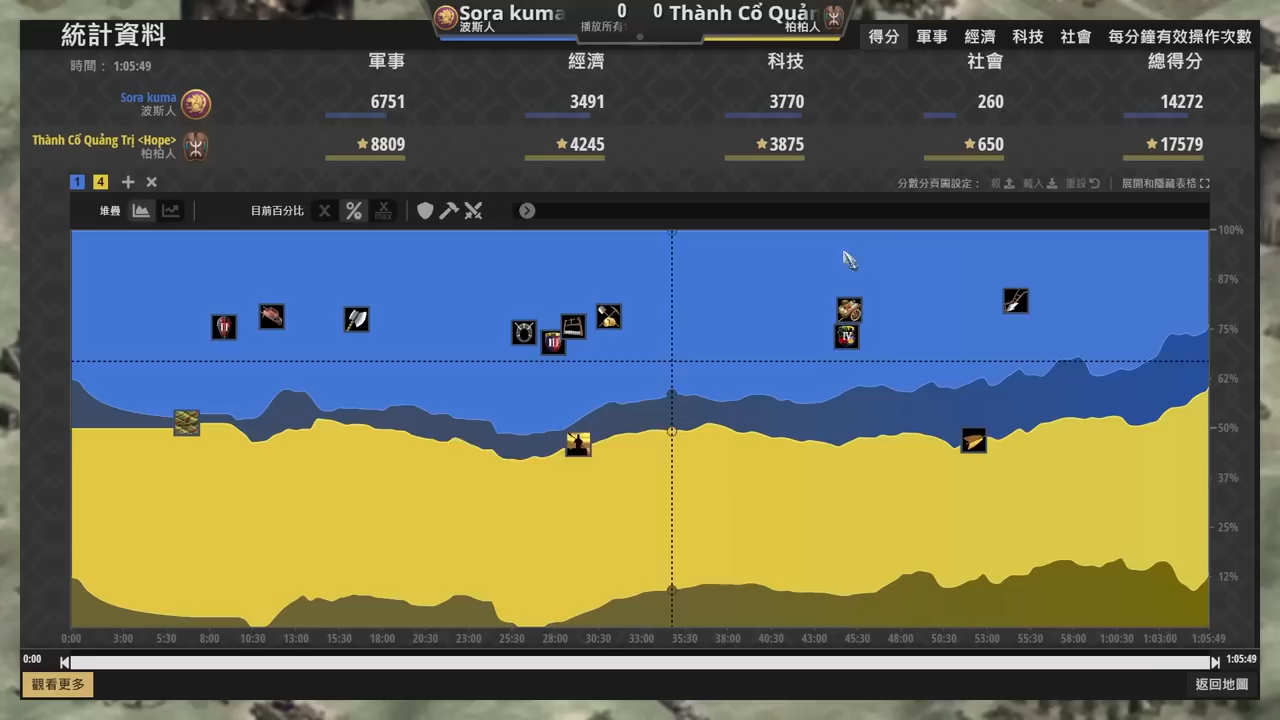 Sora kuma
0
0
Thành Cổ Quảng
波斯人
播放所有
柏柏人
統計資料
得分
軍事
經濟
科技
社會
每分鐘有效操作次數
時間： 1:05:49
軍事
經濟
科技
社會
總得分
Sora kuma
波斯人
6751
3491
3770
260
14272
Thành Cổ Quảng Trị <Hope>
柏柏人
8809
4245
3875
650
17579
1
4
分數分頁圖設定：
載入
重設
展開和隱藏表格
堆疊
目前百分比
X
%
X
max
100%
87%
75%
62%
50%
37%
25%
12%
II
III
IV
0:00
3:00
5:30
8:00
10:30
13:00
15:30
18:00
20:30
23:00
25:30
28:00
30:30
33:00
35:30
38:00
40:30
43:00
45:30
48:00
50:30
53:00
55:30
58:00
1:00:30
1:03:00
1:05:49
0:00
1:05:49
觀看更多
返回地圖